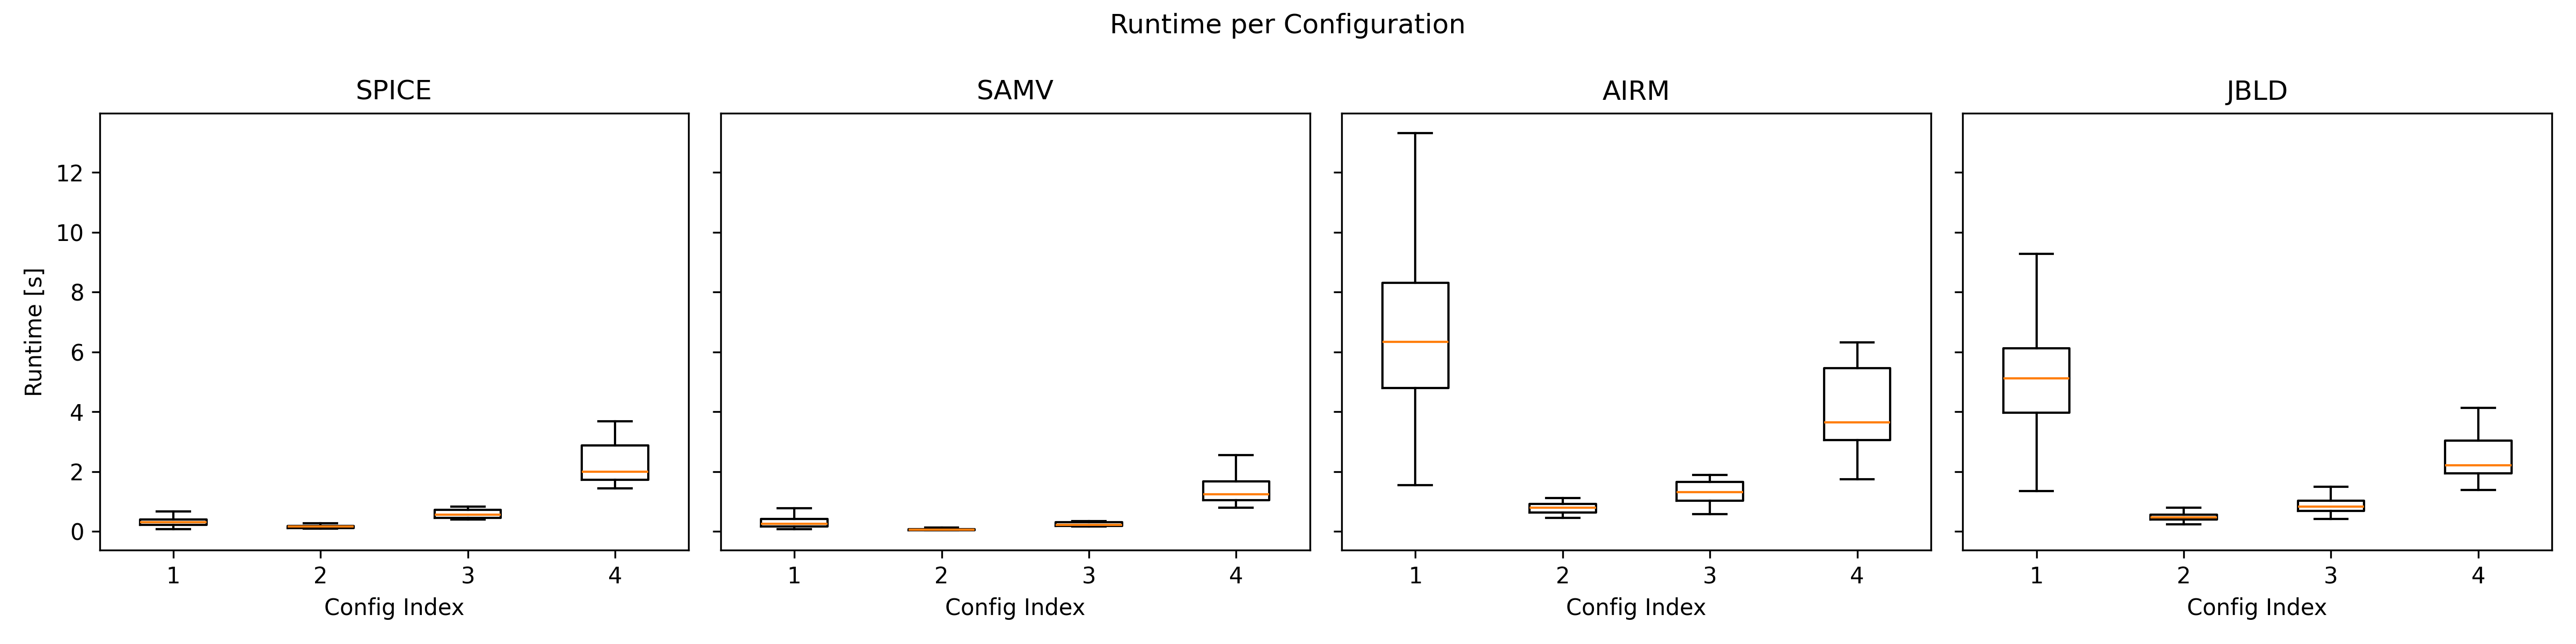 Runtime per Configuration
SPICE
SAMV
AIRM
JBLD
Runtime [s]
12
10
8
6
4
2
0
1 2 3 4
1 2 3 4
1 2 3 4
1 2 3 4
Config Index
Config Index
Config Index
Config Index